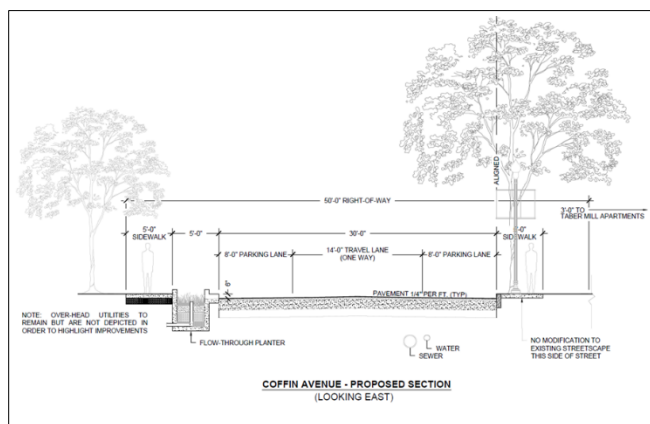 ALIGNED
50'-0" RIGHT-OF-WAY
3'-0" TO
TABER MILL APARTMENTS
5'-0"
SIDEWALK
5'-0"
30'-0"
SIDEWALK
8'-0" PARKING LANE
14'-0" TRAVEL LANE
(ONE WAY)
8'-0" PARKING LANE
6"
PAVEMENT 1/4" PER FT. (TYP)
NOTE: OVER-HEAD UTILITIES TO
REMAIN BUT ARE NOT DEPICTED IN
ORDER TO HIGHLIGHT IMPROVEMENTS
FLOW-THROUGH PLANTER
WATER
SEWER
NO MODIFICATION TO
EXISTING STREETSCAPE
THIS SIDE OF STREET
COFFIN AVENUE - PROPOSED SECTION
(LOOKING EAST)